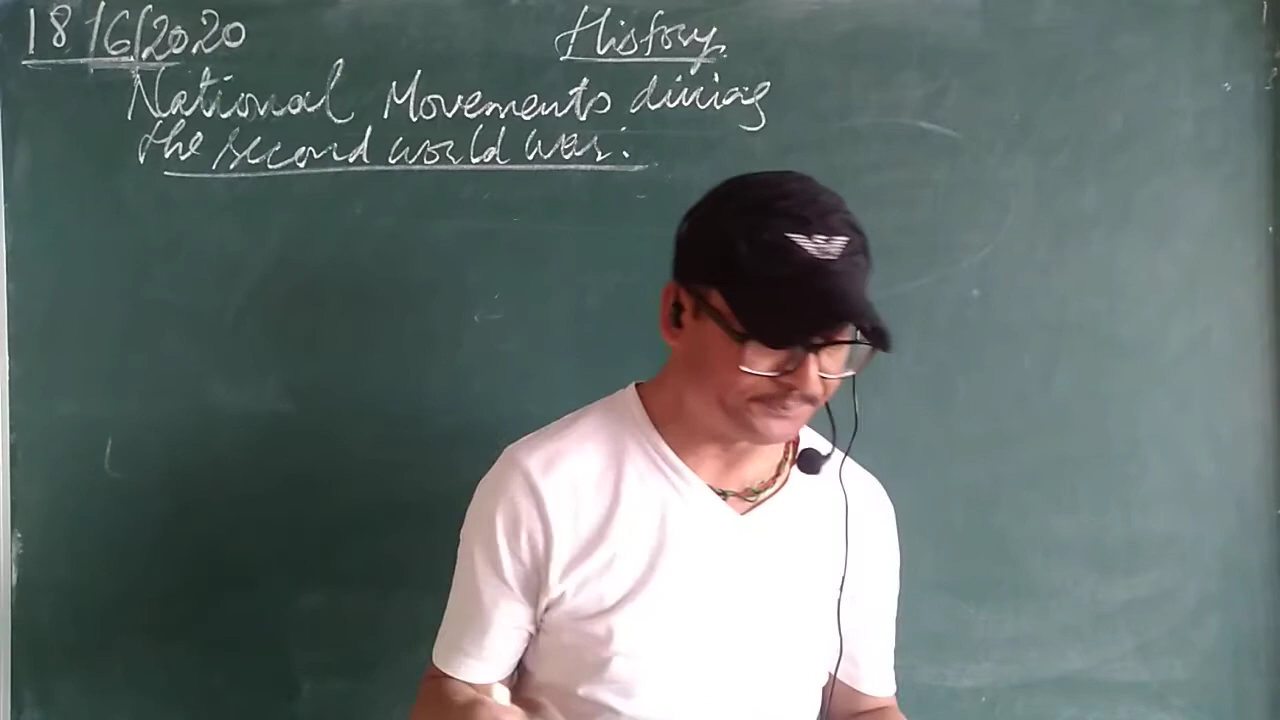 18/6/2020
History
National Movements during
the second world war.